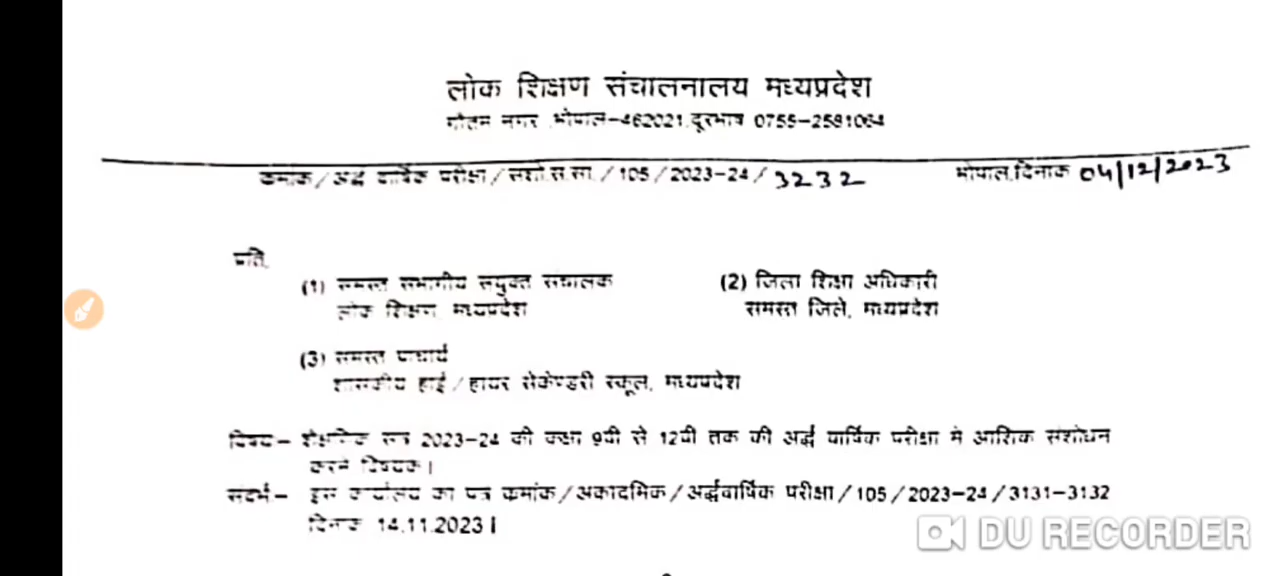 लोक शिक्षण संचालनालय मध्यप्रदेश
गौतम नगर भोपाल-462021 दूरभाष 0755-2581064
कमांक/अर्द्ध वार्षिक परीक्षा/संशो.स.सा./105/2023-24/3232 भोपाल,दिनांक 04/12/2023
प्रति,
(1) समस्त संभागीय संयुक्त संचालक (2) जिला शिक्षा अधिकारी
लोक शिक्षण, मध्यप्रदेश समस्त जिले, मध्यप्रदेश
(3) समस्त प्राचार्य
शासकीय हाई/हायर सेकेण्डरी स्कूल, मध्यप्रदेश
विषय- शैक्षणिक सत्र 2023-24 की कक्षा 9वी से 12वी तक की अर्द्ध वार्षिक परीक्षा मे आंशिक संशोधन
करने विषयक।
संदर्भ- इस कार्यालय का पत्र कमांक/अकादमिक/अर्द्धवार्षिक परीक्षा/105/2023-24/3131-3132
दिनांक 14.11.2023।
DU RECORDER